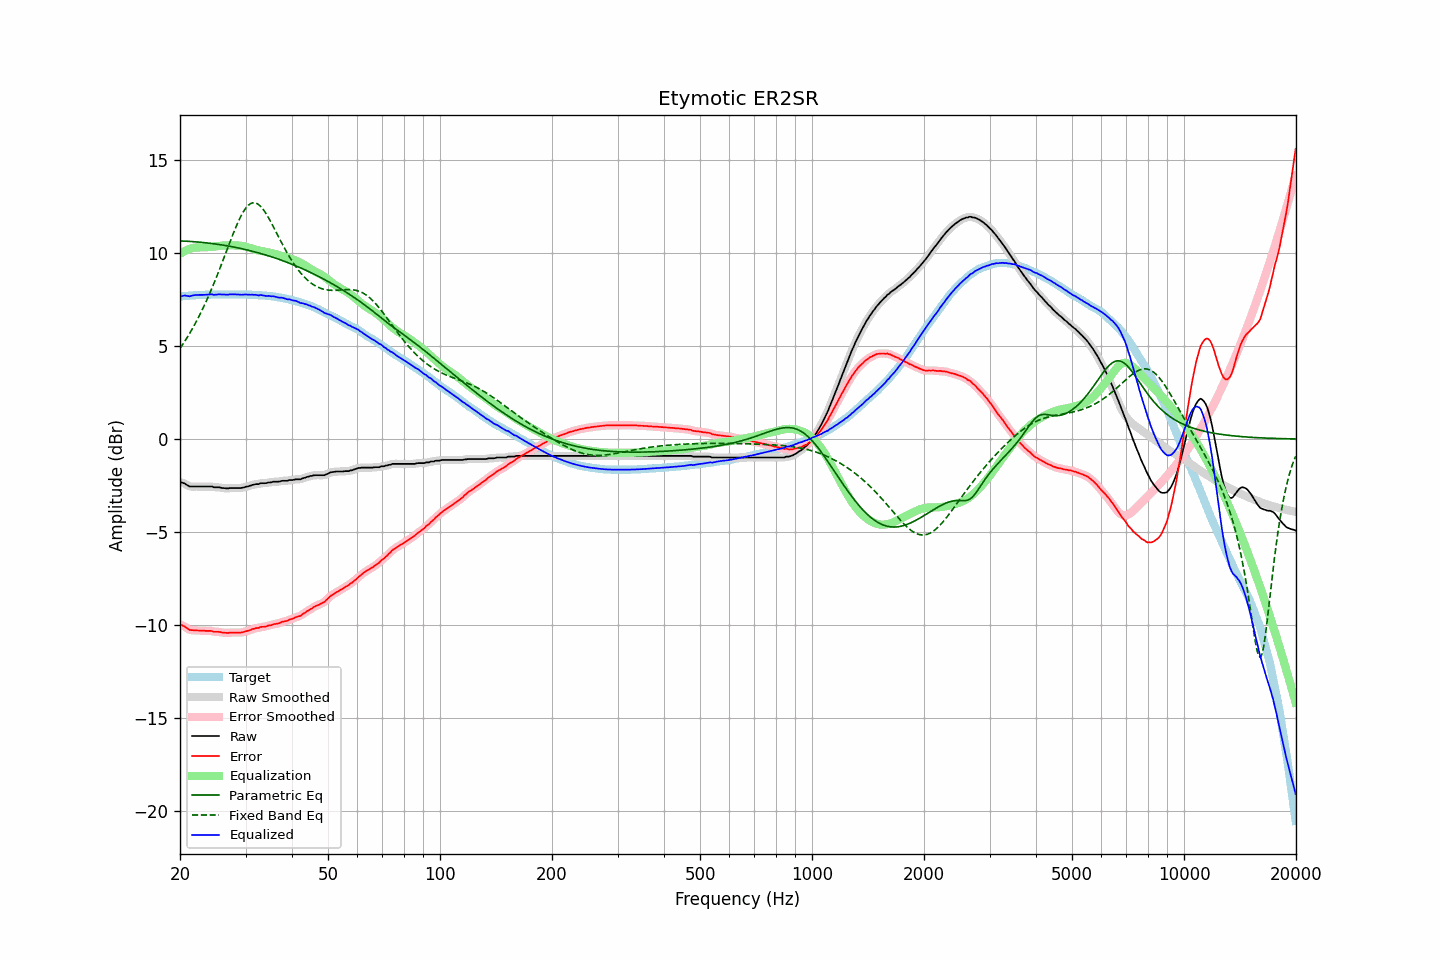 Etymotic ER2SR
Amplitude (dBr)
15
10
5
0
−5
−10
−15
−20
Target
Raw Smoothed
Error Smoothed
Raw
Error
Equalization
Parametric Eq
Fixed Band Eq
Equalized
20 50 100 200 500 1000 2000 5000 10000 20000
Frequency (Hz)